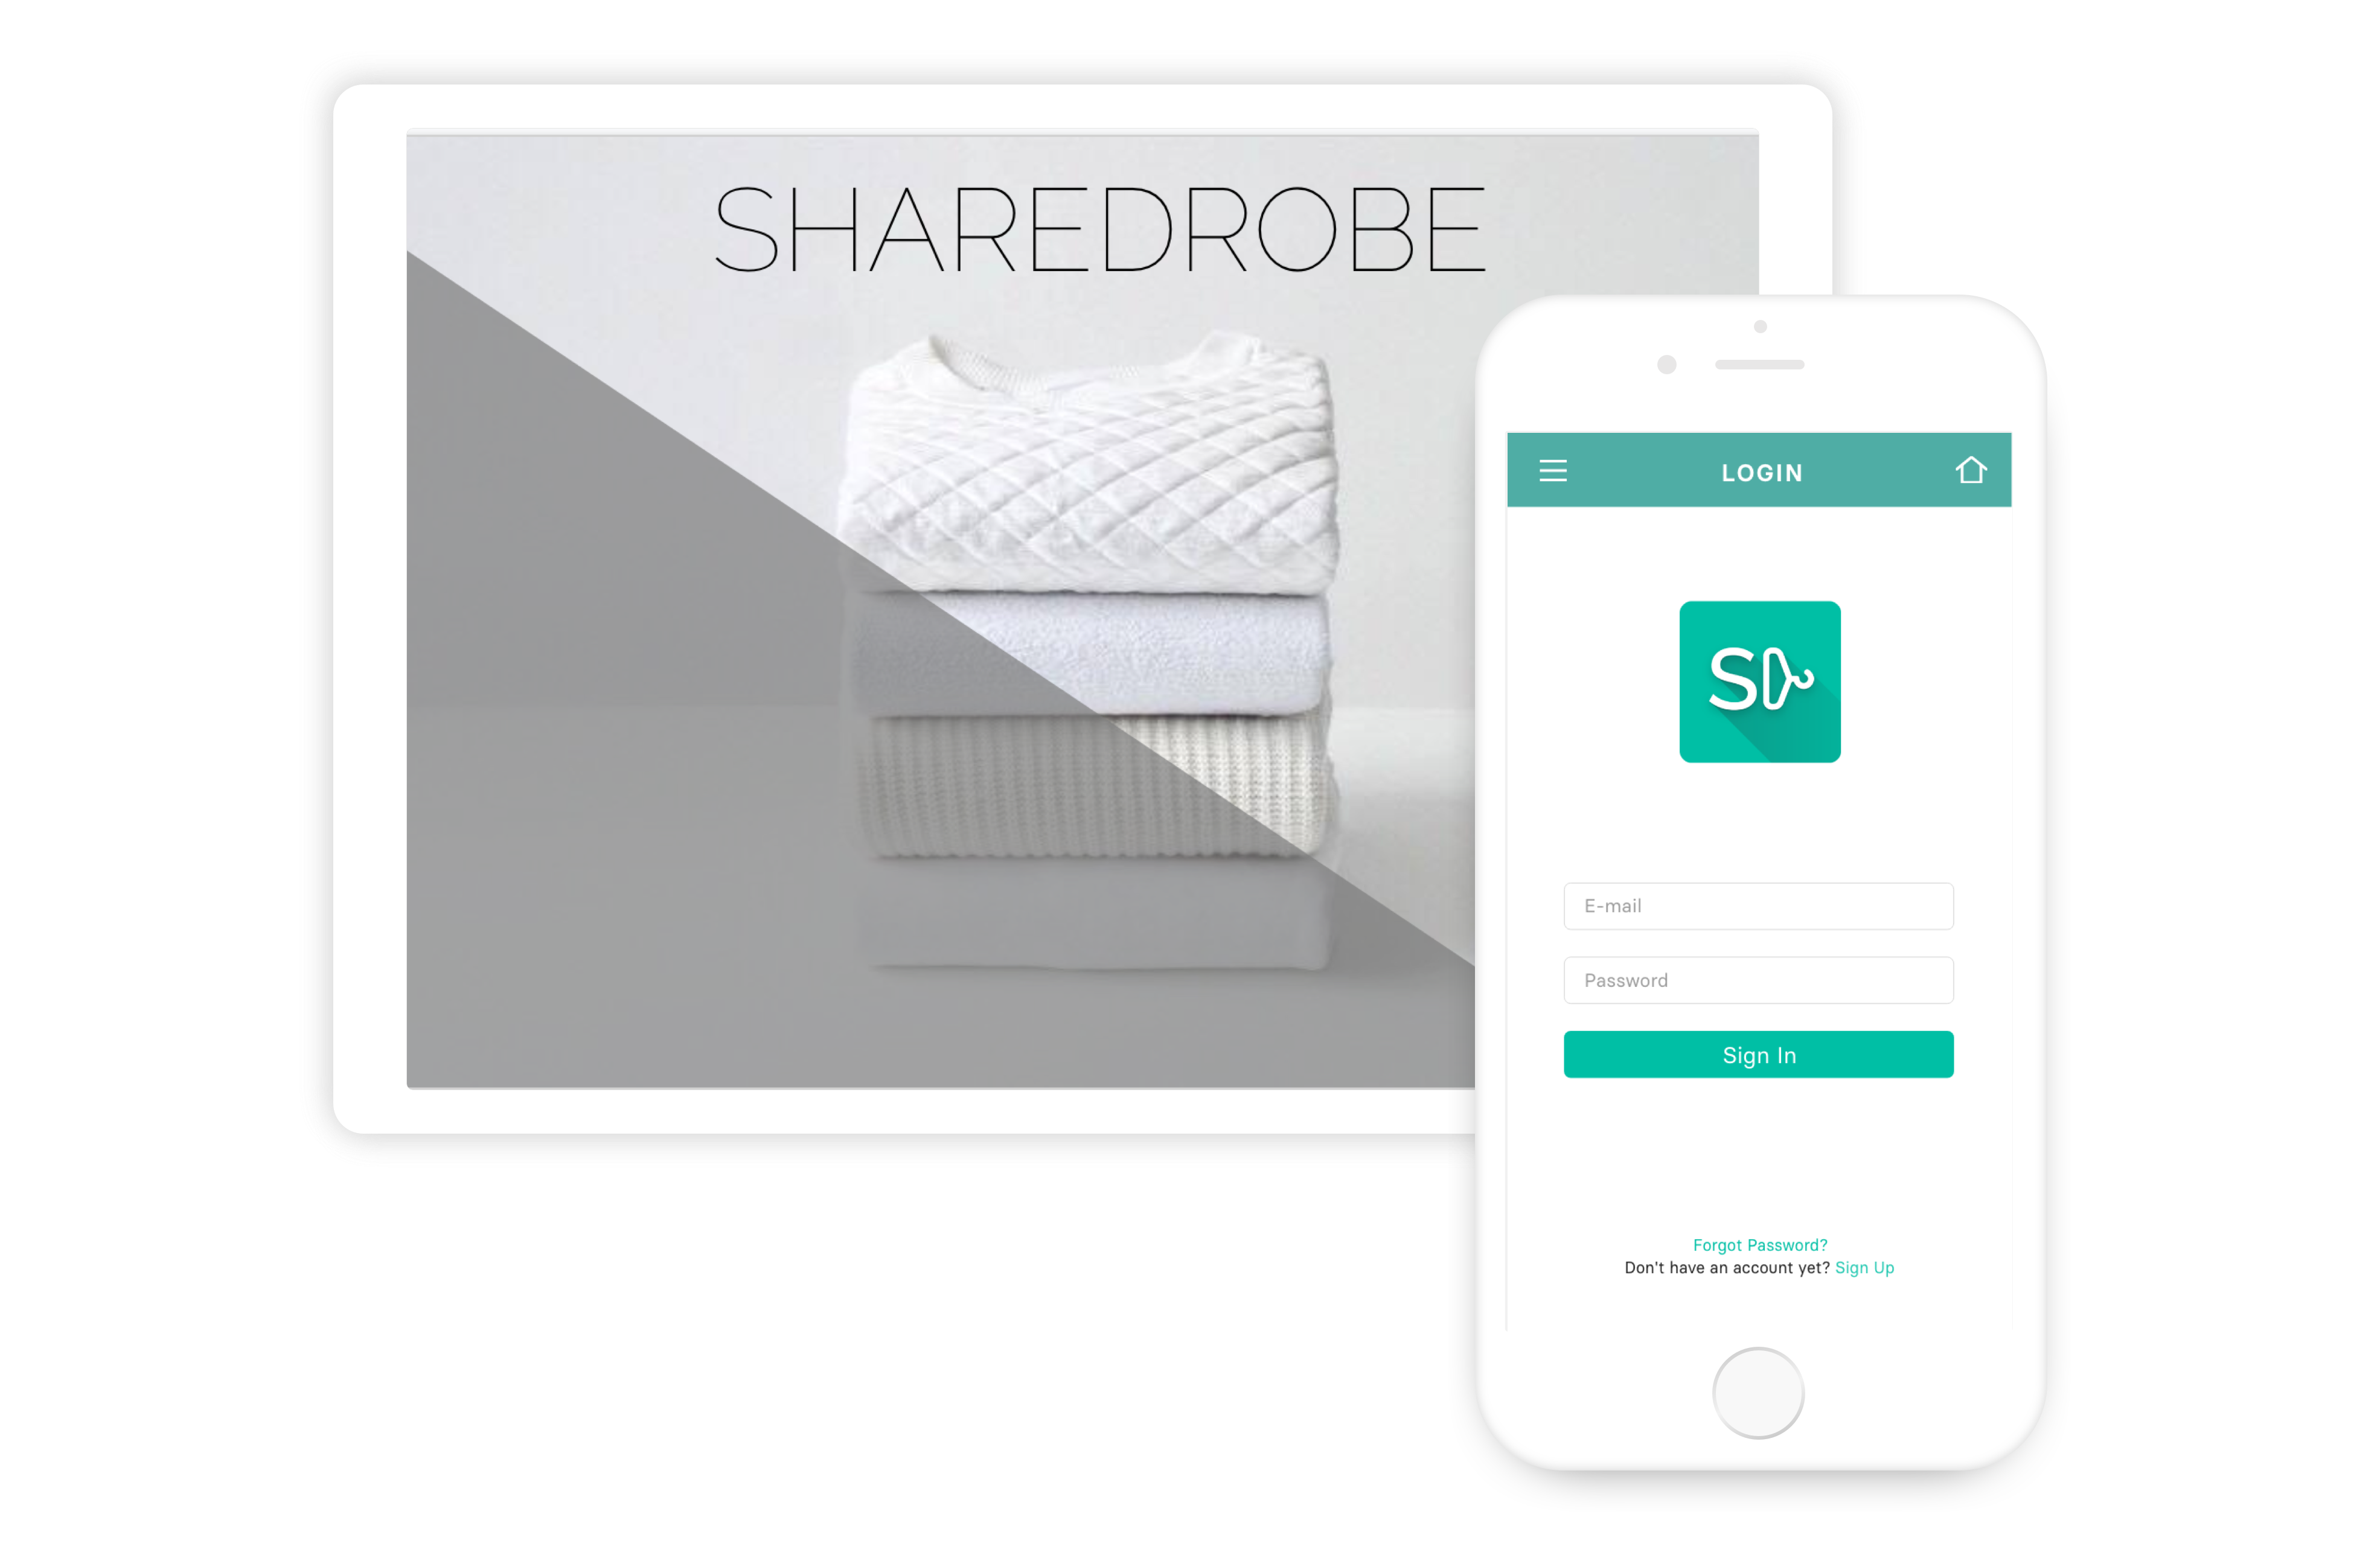 SHAREDROBE
LOGIN
SD
E-mail
Password
Sign In
Forgot Password?
Don't have an account yet? Sign Up